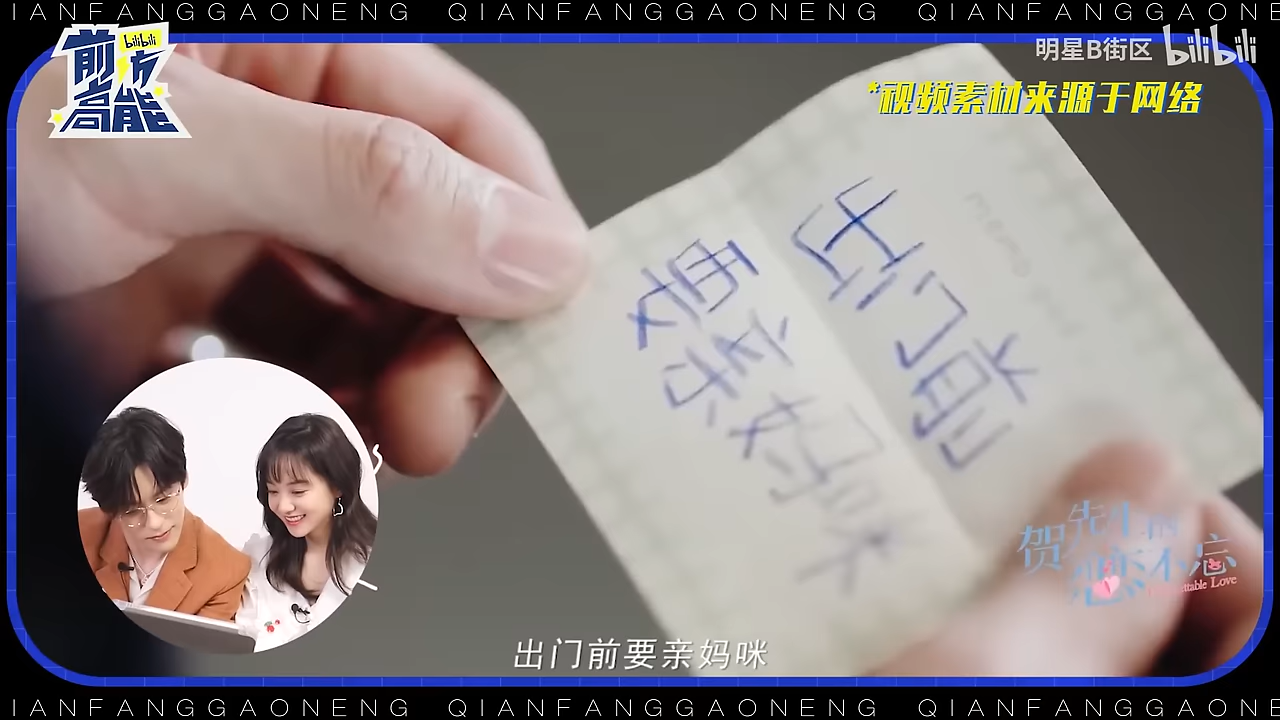 IANFANGGAONENG QIANFANGGAONENG QIANFANGGAONE
前方高能
bilibili
明星B街区 bilibili
*视频素材来源于网络
memo
出门前
要亲妈咪
贺先生的恋恋不忘
Unforgettable Love
出门前要亲妈咪
IANFANGGAONENG QIANFANGGAONENG QIANFANGGAONE